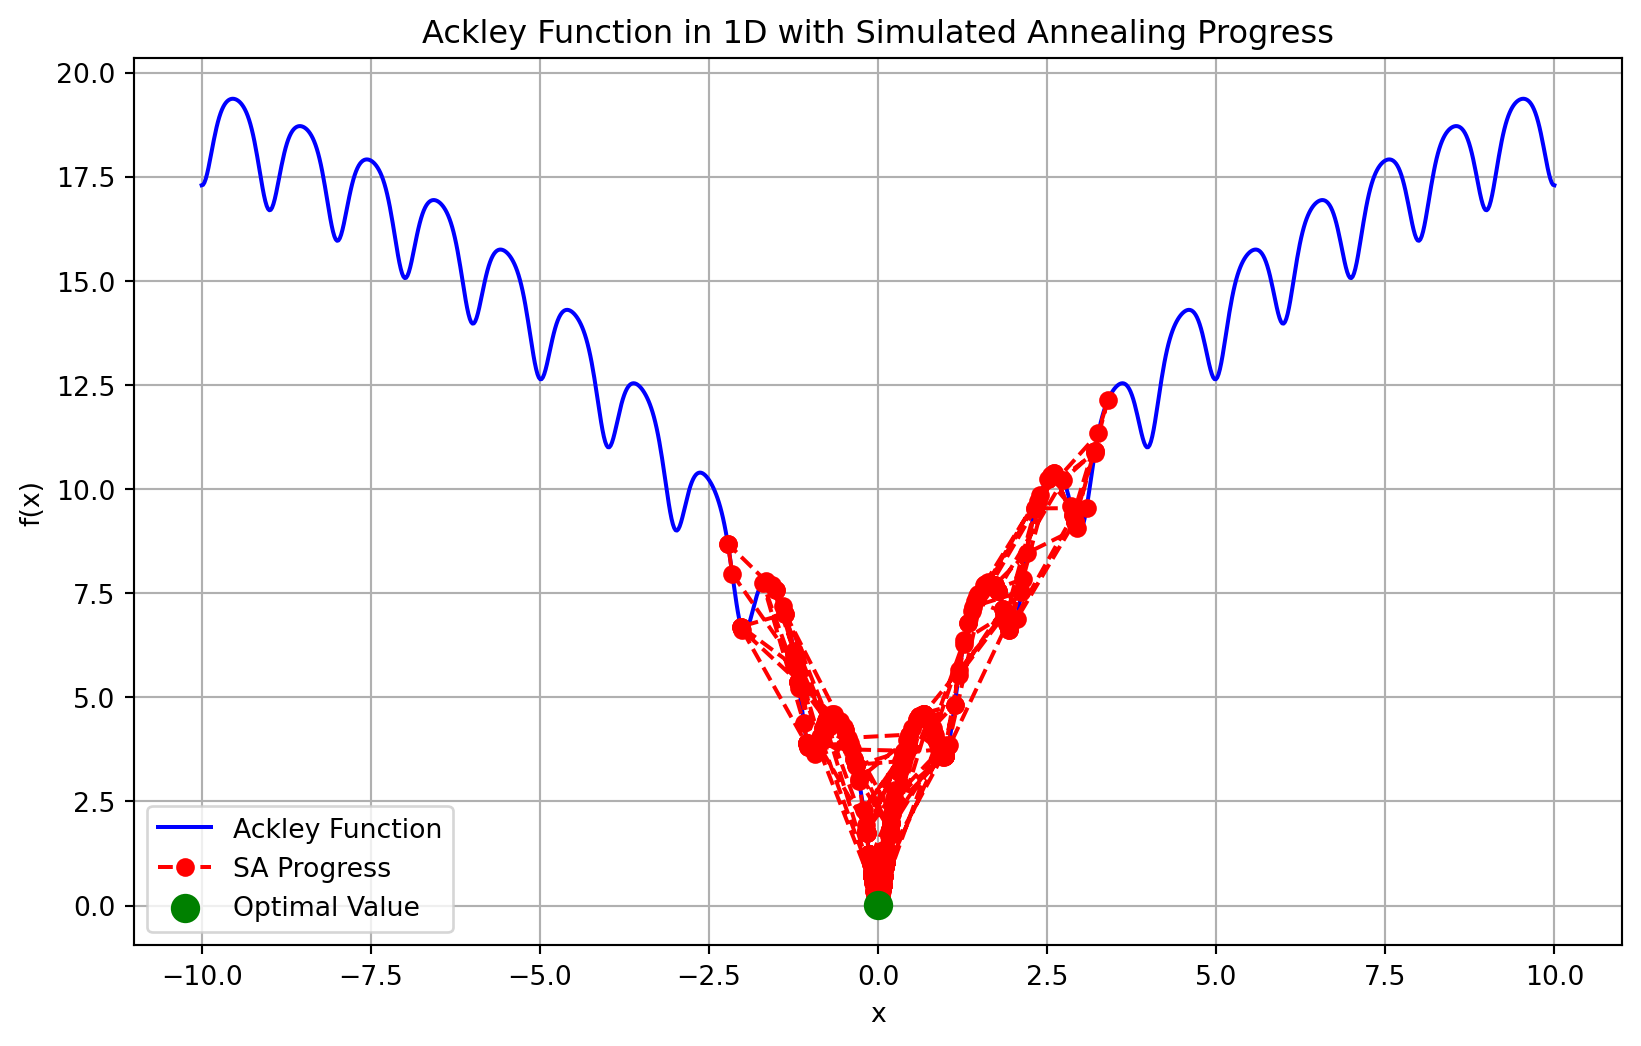 Ackley Function in 1D with Simulated Annealing Progress
20.0
17.5
15.0
12.5
10.0
7.5
5.0
2.5
0.0
f(x)
Ackley Function
SA Progress
Optimal Value
−10.0 −7.5 −5.0 −2.5 0.0 2.5 5.0 7.5 10.0
x